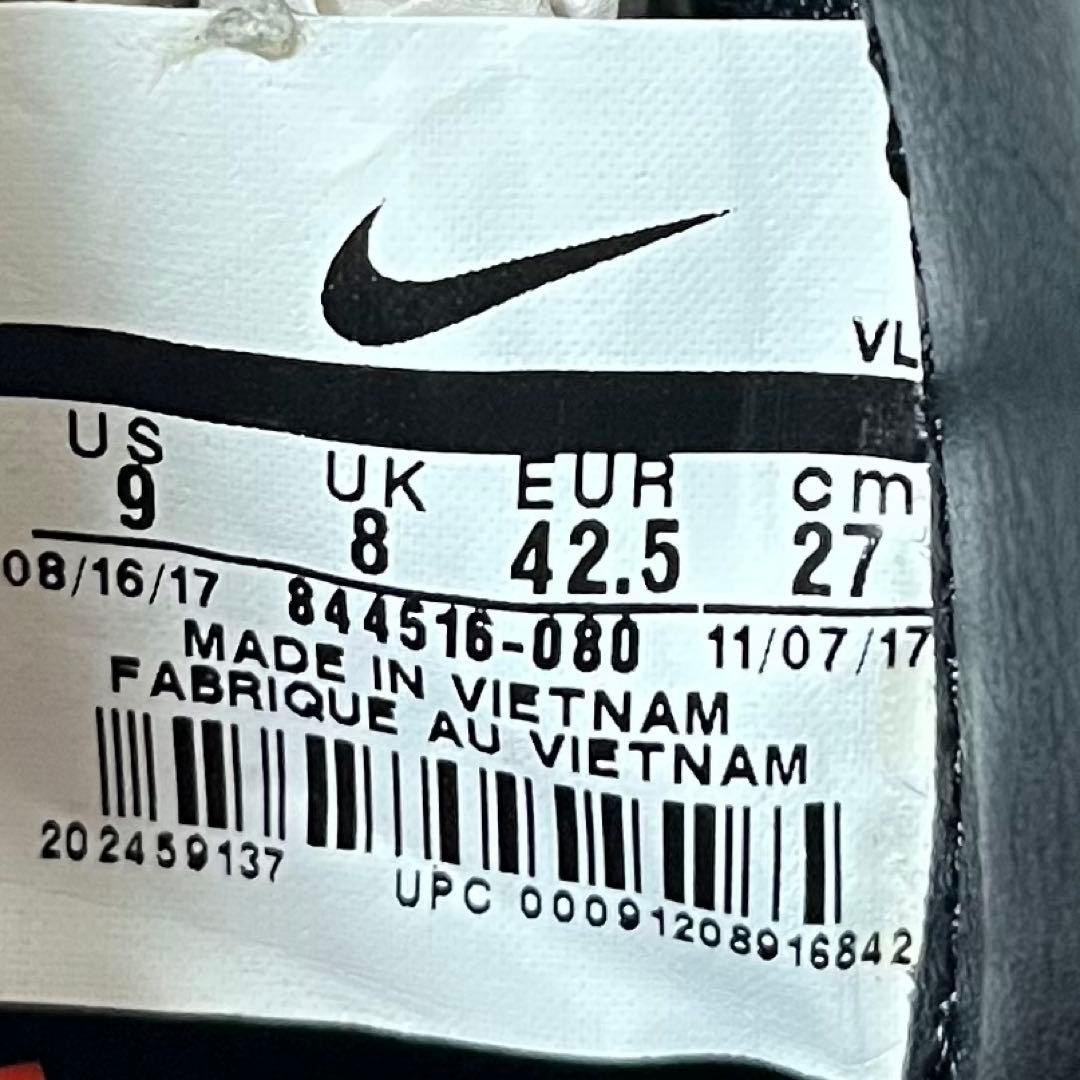 VL
US UK EUR cm
9 8 42.5 27
08/16/17 844516-080 11/07/17
MADE IN VIETNAM
FABRIQUE AU VIETNAM
202459137 UPC 00091208916842